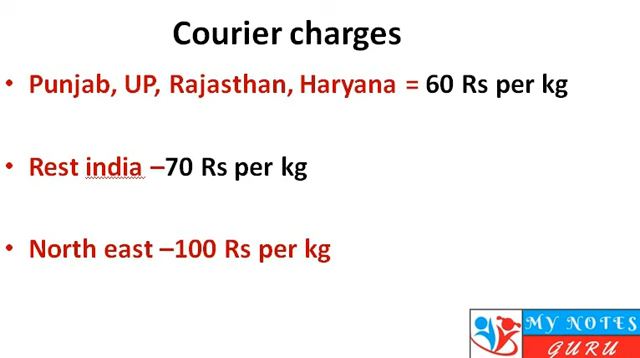 Courier charges
• Punjab, UP, Rajasthan, Haryana = 60 Rs per kg
• Rest india –70 Rs per kg
• North east –100 Rs per kg
MY NOTES
GURU